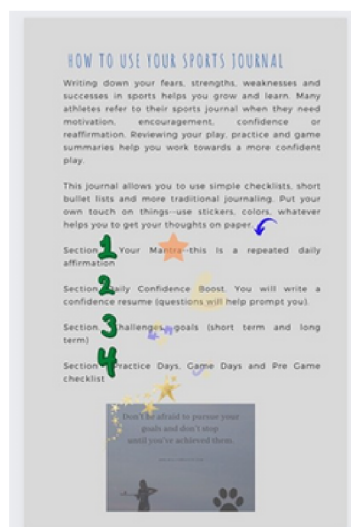 HOW TO USE YOUR SPORTS JOURNAL
Writing down your fears, strengths, weaknesses and
successes in sports helps you grow and learn. Many
athletes refer to their sports journal when they need
motivation, encouragement, confidence or
reaffirmation. Reviewing your play, practice and game
summaries help you work towards a more confident
play.
This journal allows you to use simple checklists, short
bullet lists and more traditional journaling. Put your
own touch on things--use stickers, colors, whatever
helps you to get your thoughts on paper.
Section 1 Your Mantra--this is a repeated daily
affirmation
Section 2 Daily Confidence Boost. You will write a
confidence resume (questions will help prompt you).
Section 3 Challenges, goals (short term and long
term)
Section 4 Practice Days, Game Days and Pre Game
checklist
Don't be afraid to pursue your
goals and don't stop
until you've achieved them.